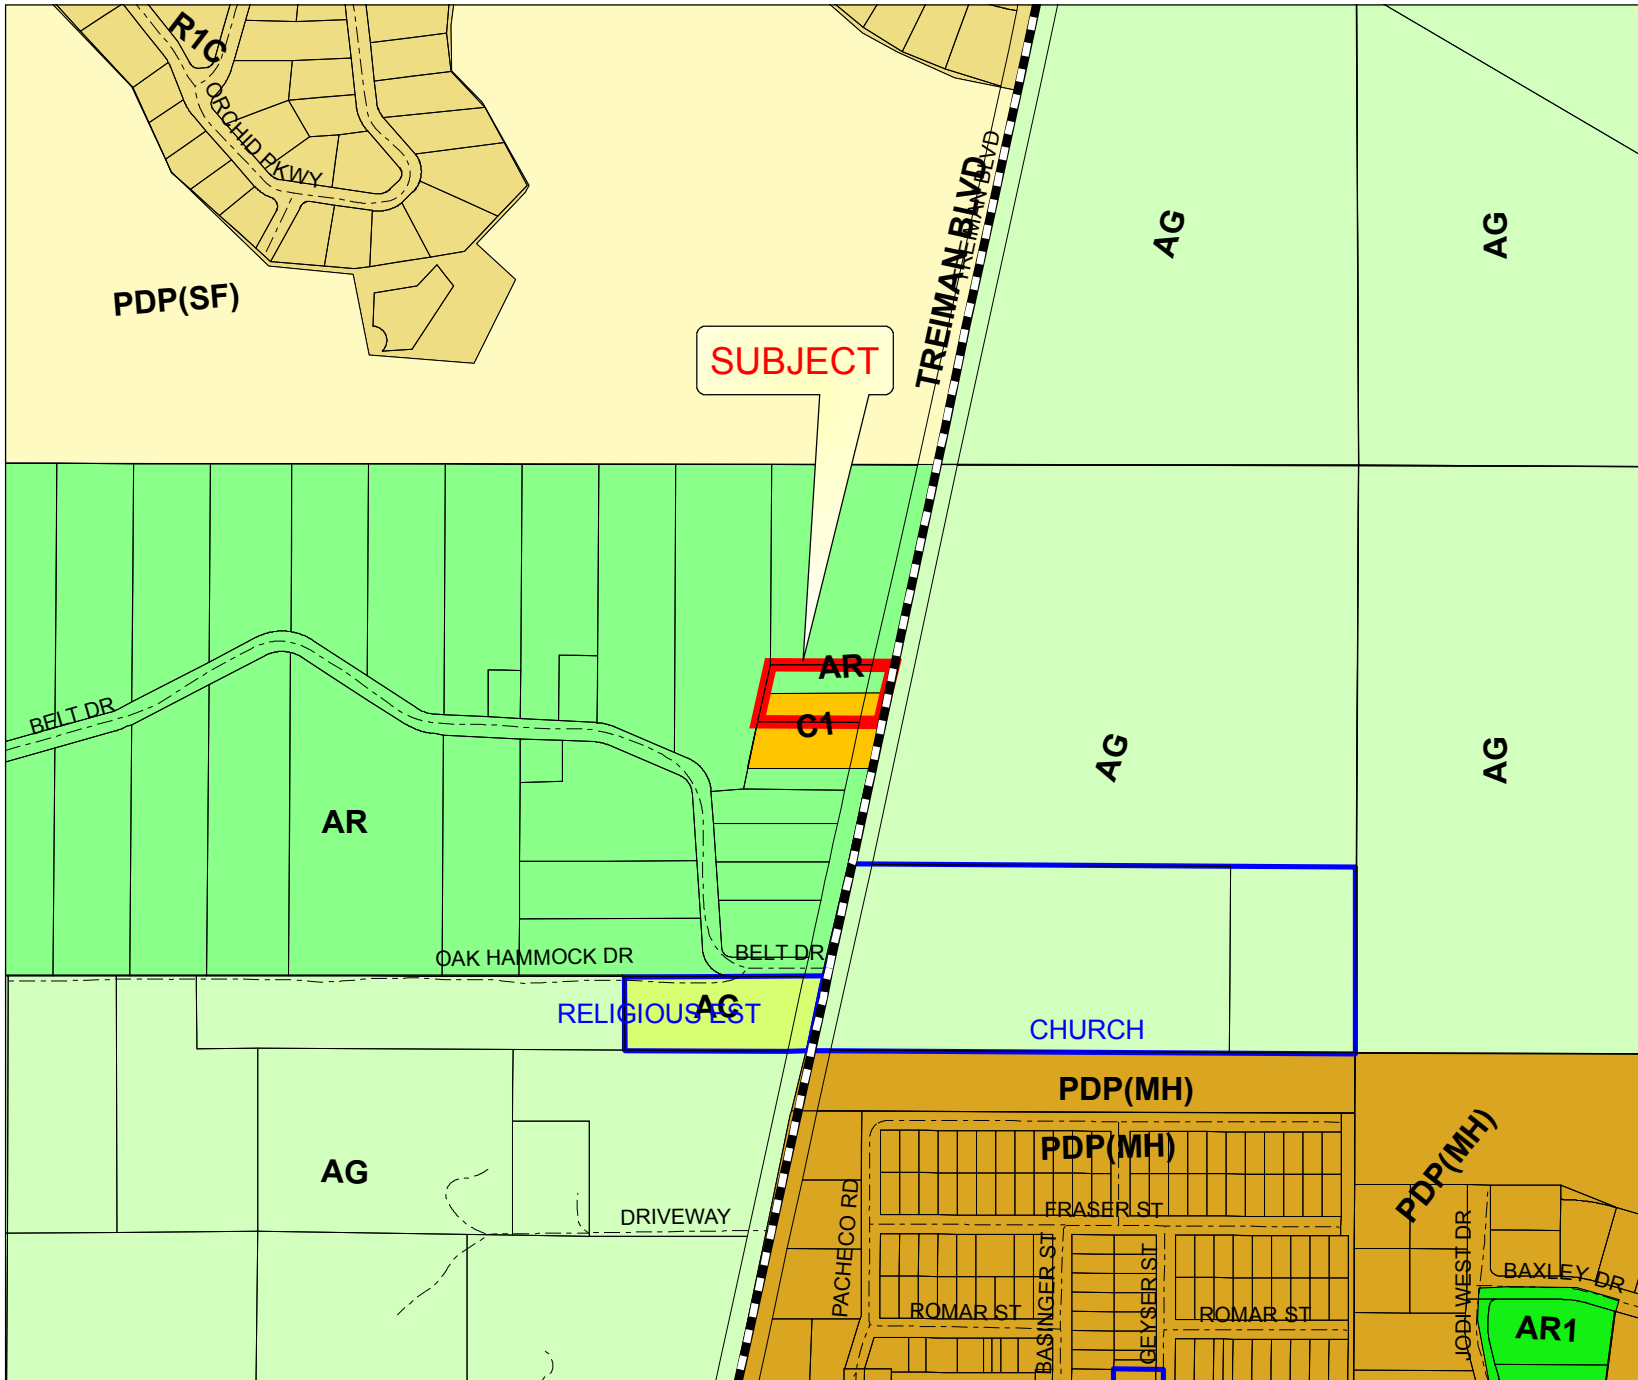 R1C
ORCHID PKWY
PDP(SF)
TREIMAN BLVD
TREIMAN BLVD
AG
AG
SUBJECT
AR
C1
BELT DR
AR
AG
AG
OAK HAMMOCK DR
BELT DR
AC
RELIGIOUS EST
CHURCH
PDP(MH)
PDP(MH)
PDP(MH)
AG
DRIVEWAY
FRASER ST
PACHECO RD
BASINGER ST
GEYSER ST
JODI WEST DR
BAXLEY DR
ROMAR ST
ROMAR ST
AR1